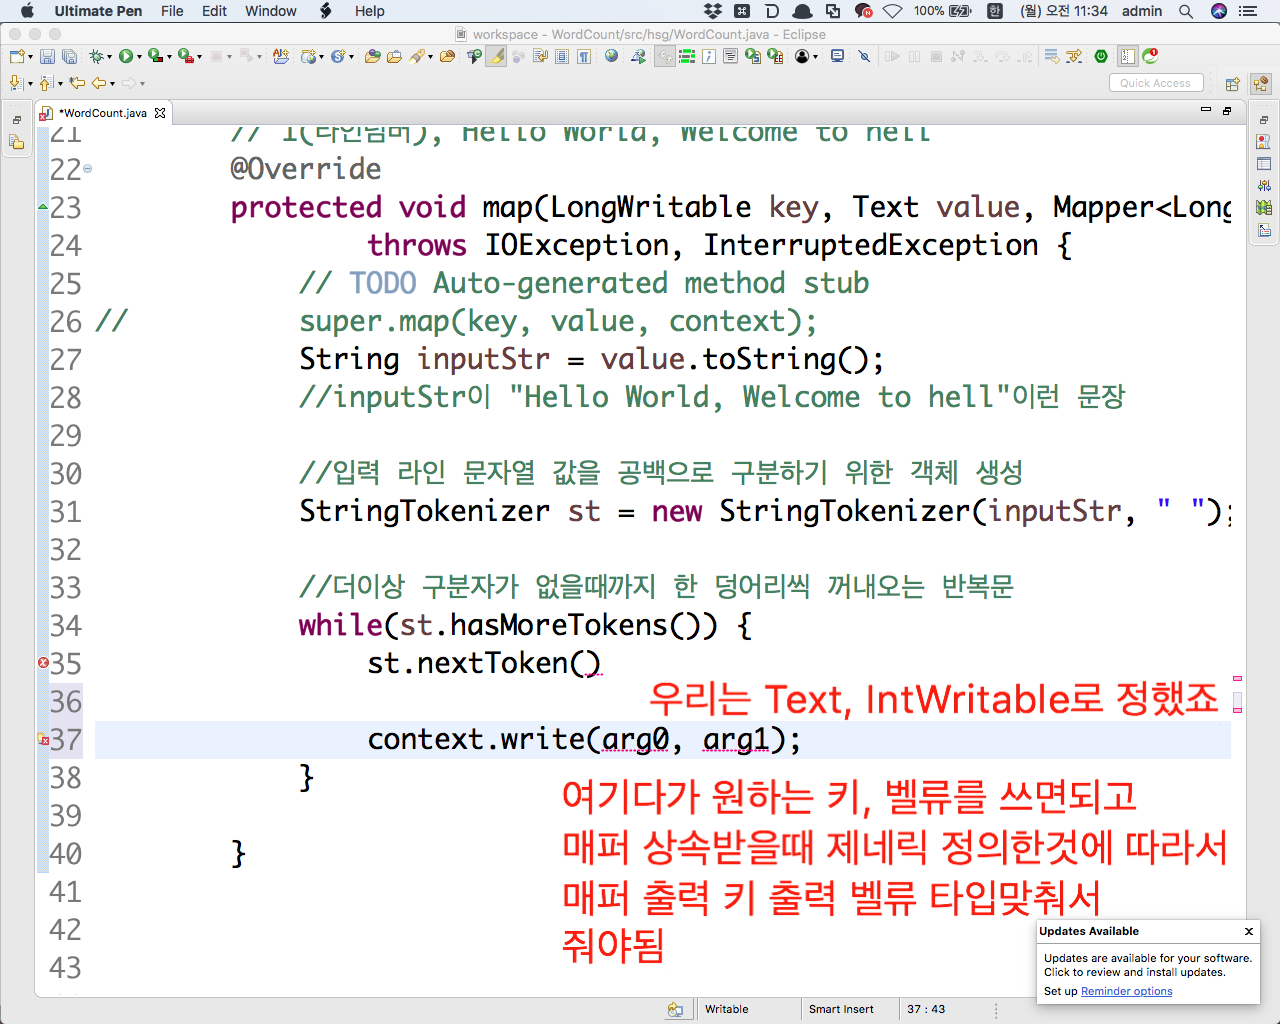 Ultimate Pen File Edit Window Help 100% 한 (월) 오전 11:34 admin
workspace - WordCount/src/hsg/WordCount.java - Eclipse
Quick Access
*WordCount.java
21 // 1(라인넘버), Hello World, Welcome to hell
22 @Override
23 protected void map(LongWritable key, Text value, Mapper<Long
24 throws IOException, InterruptedException {
25 // TODO Auto-generated method stub
26 // super.map(key, value, context);
27 String inputStr = value.toString();
28 //inputStr이 "Hello World, Welcome to hell"이런 문장
29
30 //입력 라인 문자열 값을 공백으로 구분하기 위한 객체 생성
31 StringTokenizer st = new StringTokenizer(inputStr, " ");
32
33 //더이상 구분자가 없을때까지 한 덩어리씩 꺼내오는 반복문
34 while(st.hasMoreTokens()) {
35 st.nextToken()
36 우리는 Text, IntWritable로 정했죠
37 context.write(arg0, arg1);
38 }
여기다가 원하는 키, 벨류를 쓰면되고
39
매퍼 상속받을때 제네릭 정의한것에 따라서
40 }
41 매퍼 출력 키 출력 벨류 타입맞춰서
42 줘야됨
43
Updates Available
Updates are available for your software.
Click to review and install updates.
Set up Reminder options
Writable Smart Insert 37 : 43